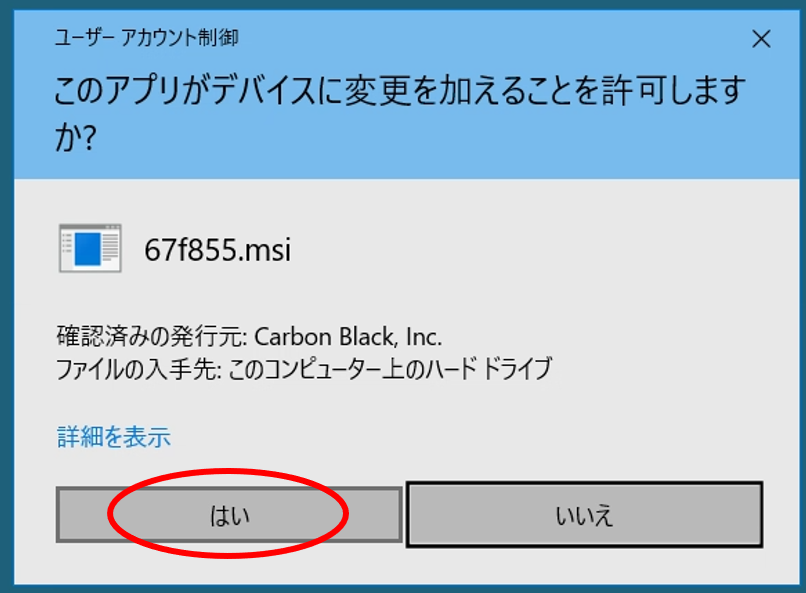 ユーザー アカウント制御
このアプリがデバイスに変更を加えることを許可します
か?
67f855.msi
確認済みの発行元: Carbon Black, Inc.
ファイルの入手先: このコンピューター上のハード ドライブ
詳細を表示
はい
いいえ